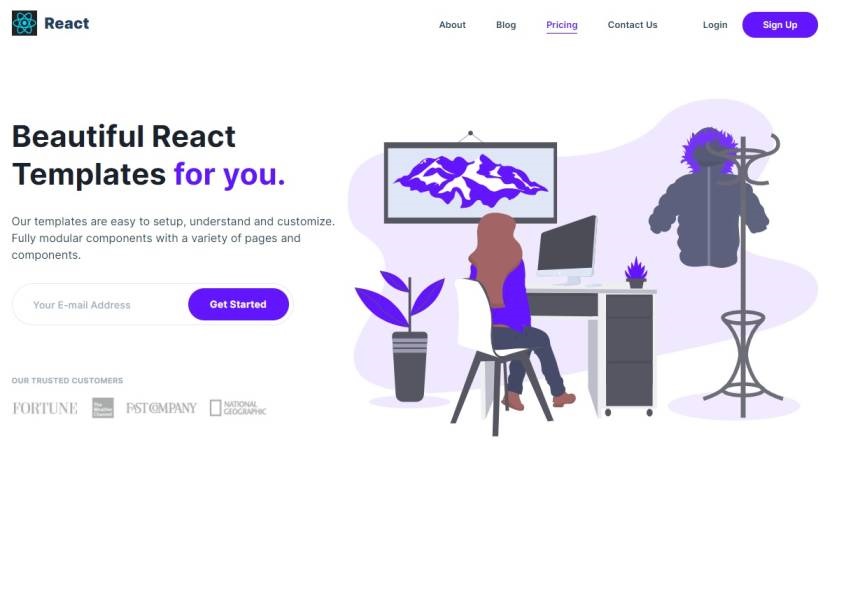 React
About
Blog
Pricing
Contact Us
Login
Sign Up
Beautiful React
Templates for you.
Our templates are easy to setup, understand and customize.
Fully modular components with a variety of pages and
components.
Your E-mail Address
Get Started
OUR TRUSTED CUSTOMERS
FORTUNE
The
Weather
Channel
FAST COMPANY
NATIONAL
GEOGRAPHIC